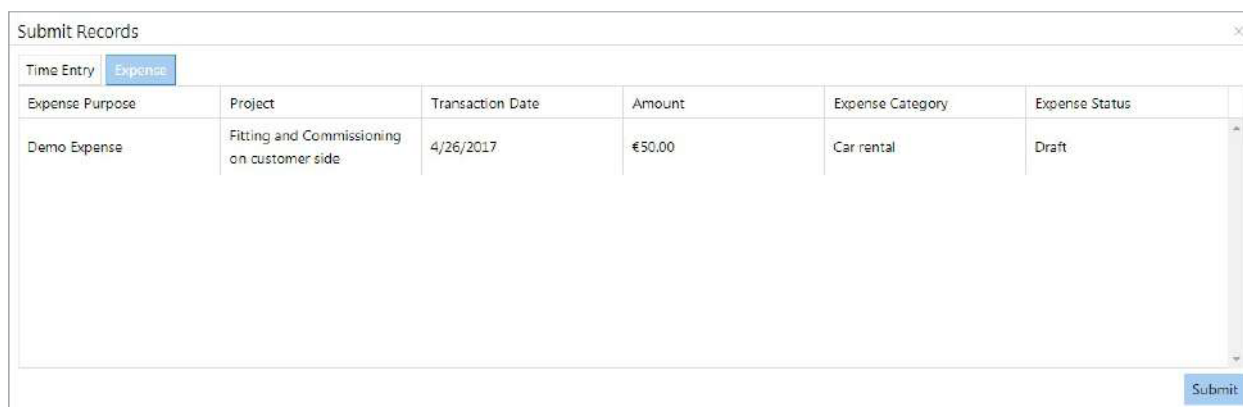 Submit Records
Time Entry Expense
Expense Purpose Project Transaction Date Amount Expense Category Expense Status
Demo Expense Fitting and Commissioning on customer side 4/26/2017 €50.00 Car rental Draft
Submit